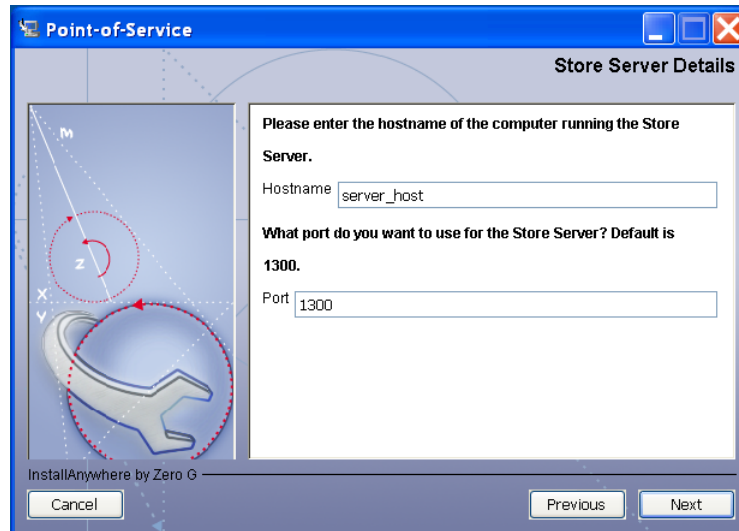 Point-of-Service
Store Server Details
M
Z
X
Y
Please enter the hostname of the computer running the Store
Server.
Hostname server_host
What port do you want to use for the Store Server? Default is
1300.
Port 1300
InstallAnywhere by Zero G
Cancel Previous Next